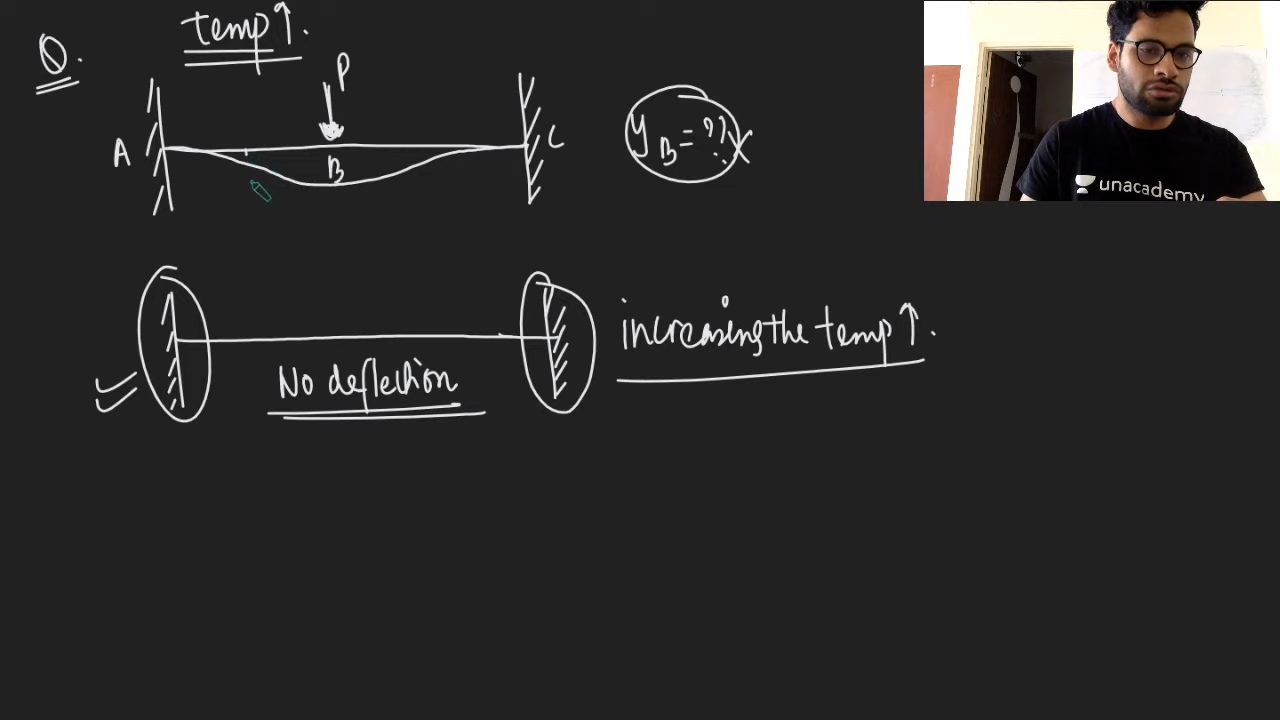 Q.
temp↑.
P
A
B
C
y_B = ??
increasing the temp↑.
No deflection
unacademy